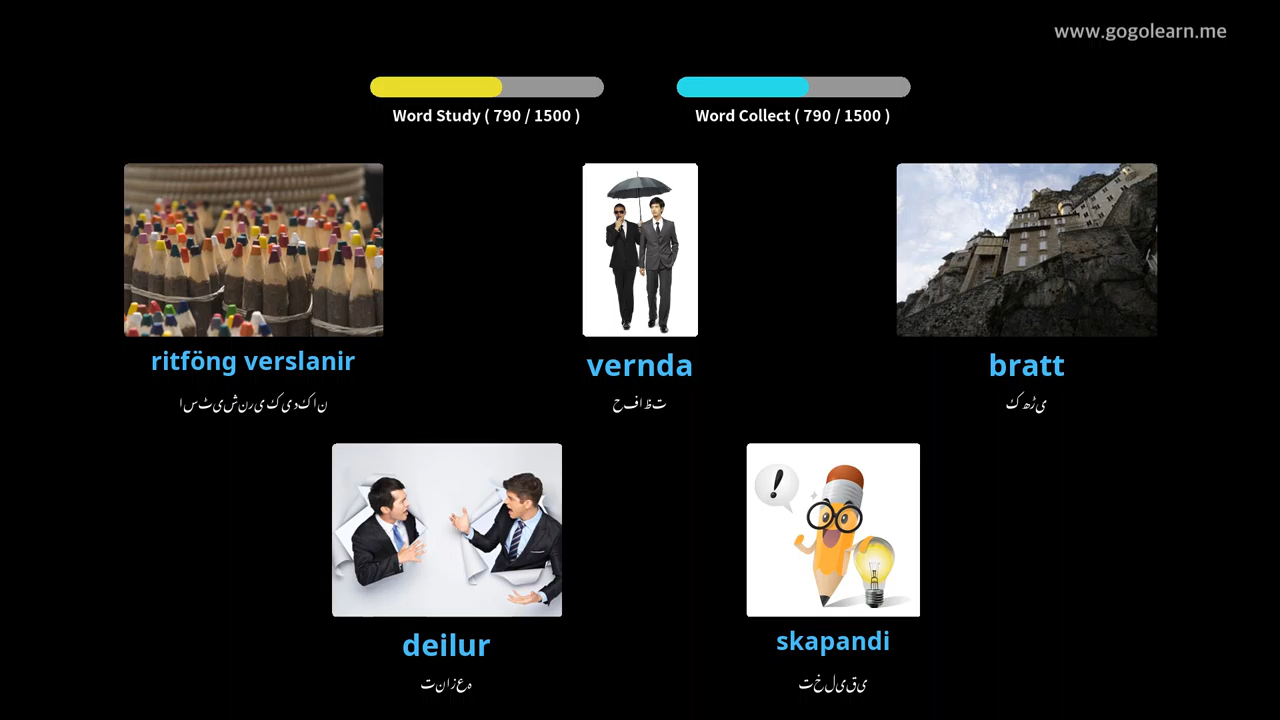 www.gogolearn.me
Word Study ( 790 / 1500 )
Word Collect ( 790 / 1500 )
ritföng verslanir
اسٹیشنری کی دکان
vernda
حفاظت
bratt
کھڑی
deilur
تنازعہ
skapandi
تخلیقی